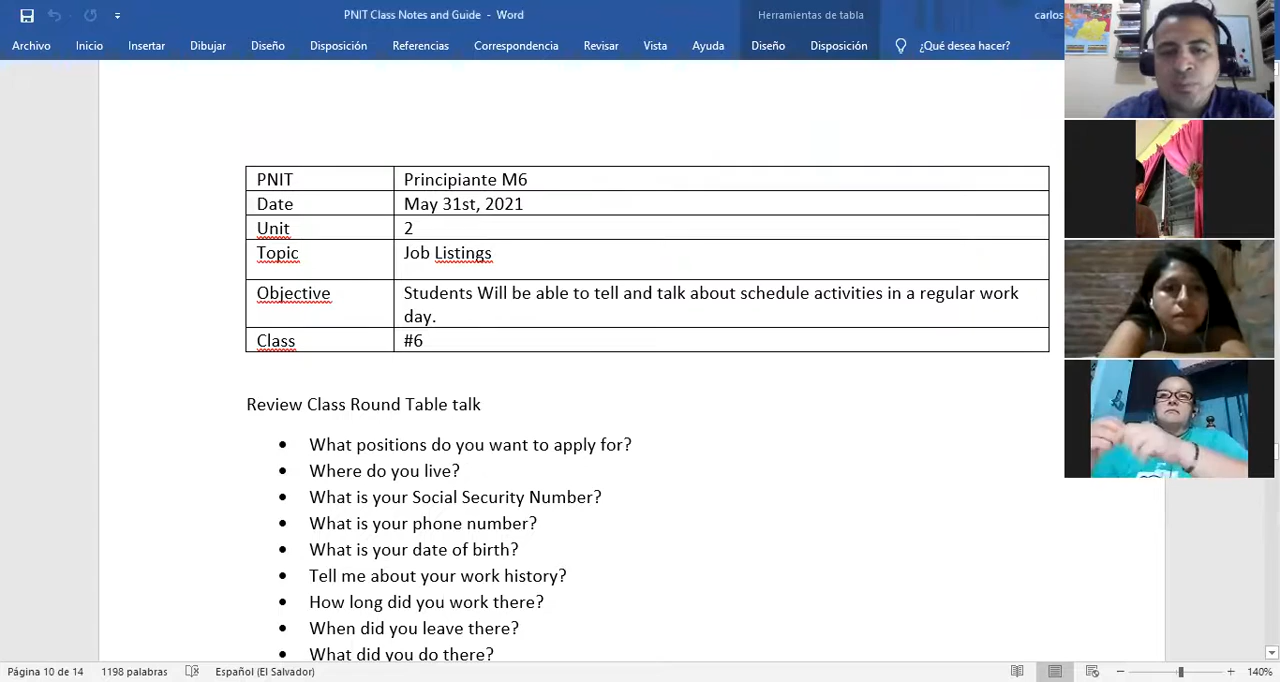 PNIT Class Notes and Guide - Word
Herramientas de tabla
carlos
Archivo Inicio Insertar Dibujar Diseño Disposición Referencias Correspondencia Revisar Vista Ayuda Diseño Disposición ¿Qué desea hacer?
PNIT Principiante M6
Date May 31st, 2021
Unit 2
Topic Job Listings
Objective Students Will be able to tell and talk about schedule activities in a regular work
day.
Class #6
Review Class Round Table talk
• What positions do you want to apply for?
• Where do you live?
• What is your Social Security Number?
• What is your phone number?
• What is your date of birth?
• Tell me about your work history?
• How long did you work there?
• When did you leave there?
• What did you do there?
Página 10 de 14 1198 palabras Español (El Salvador) 140%